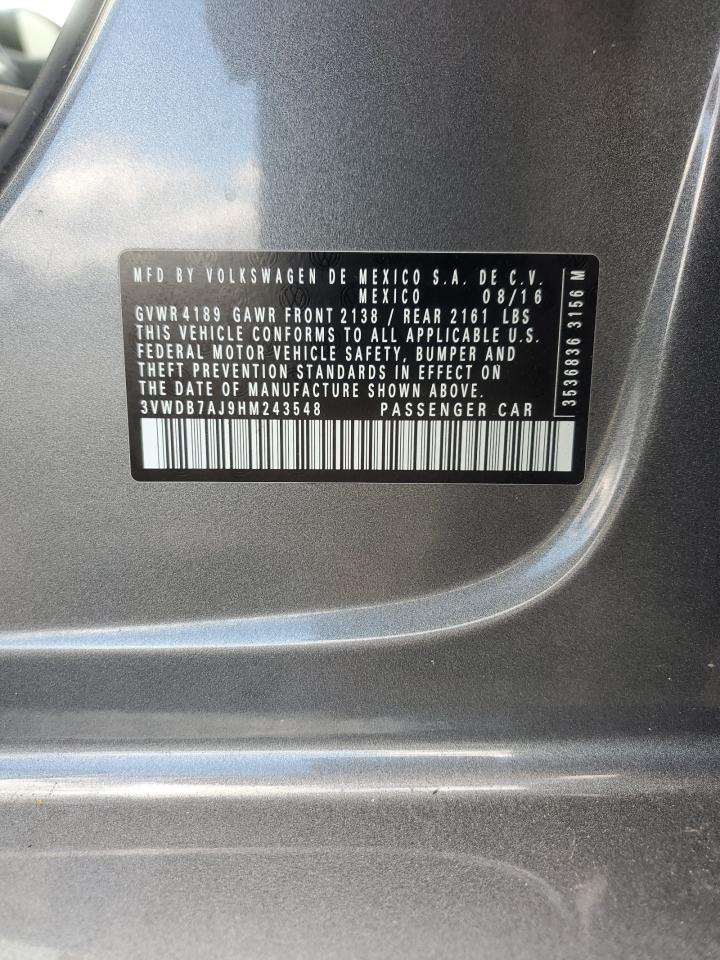 MFD BY VOLKSWAGEN DE MEXICO S.A. DE C.V.
MEXICO 08/16
GVWR 4189 GAWR FRONT 2138 / REAR 2161 LBS
THIS VEHICLE CONFORMS TO ALL APPLICABLE U.S.
FEDERAL MOTOR VEHICLE SAFETY, BUMPER AND
THEFT PREVENTION STANDARDS IN EFFECT ON
THE DATE OF MANUFACTURE SHOWN ABOVE.
3VWDB7AJ9HM243548 PASSENGER CAR
3536836 3156 M